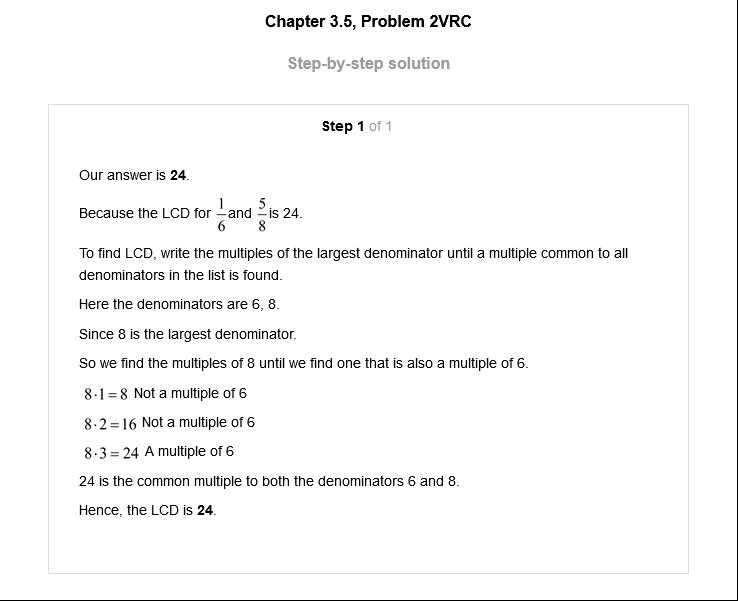 Chapter 3.5, Problem 2VRC
Step-by-step solution
Step 1 of 1
Our answer is 24.
Because the LCD for 1/6 and 5/8 is 24.
To find LCD, write the multiples of the largest denominator until a multiple common to all
denominators in the list is found.
Here the denominators are 6, 8.
Since 8 is the largest denominator.
So we find the multiples of 8 until we find one that is also a multiple of 6.
8·1=8 Not a multiple of 6
8·2=16 Not a multiple of 6
8·3=24 A multiple of 6
24 is the common multiple to both the denominators 6 and 8.
Hence, the LCD is 24.